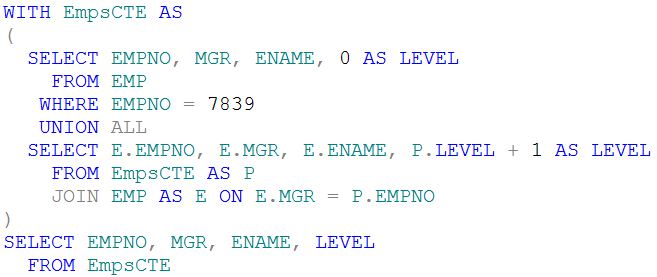 WITH EmpsCTE AS
(
  SELECT EMPNO, MGR, ENAME, 0 AS LEVEL
    FROM EMP
   WHERE EMPNO = 7839
   UNION ALL
  SELECT E.EMPNO, E.MGR, E.ENAME, P.LEVEL + 1 AS LEVEL
    FROM EmpsCTE AS P
    JOIN EMP AS E ON E.MGR = P.EMPNO
)
SELECT EMPNO, MGR, ENAME, LEVEL
  FROM EmpsCTE